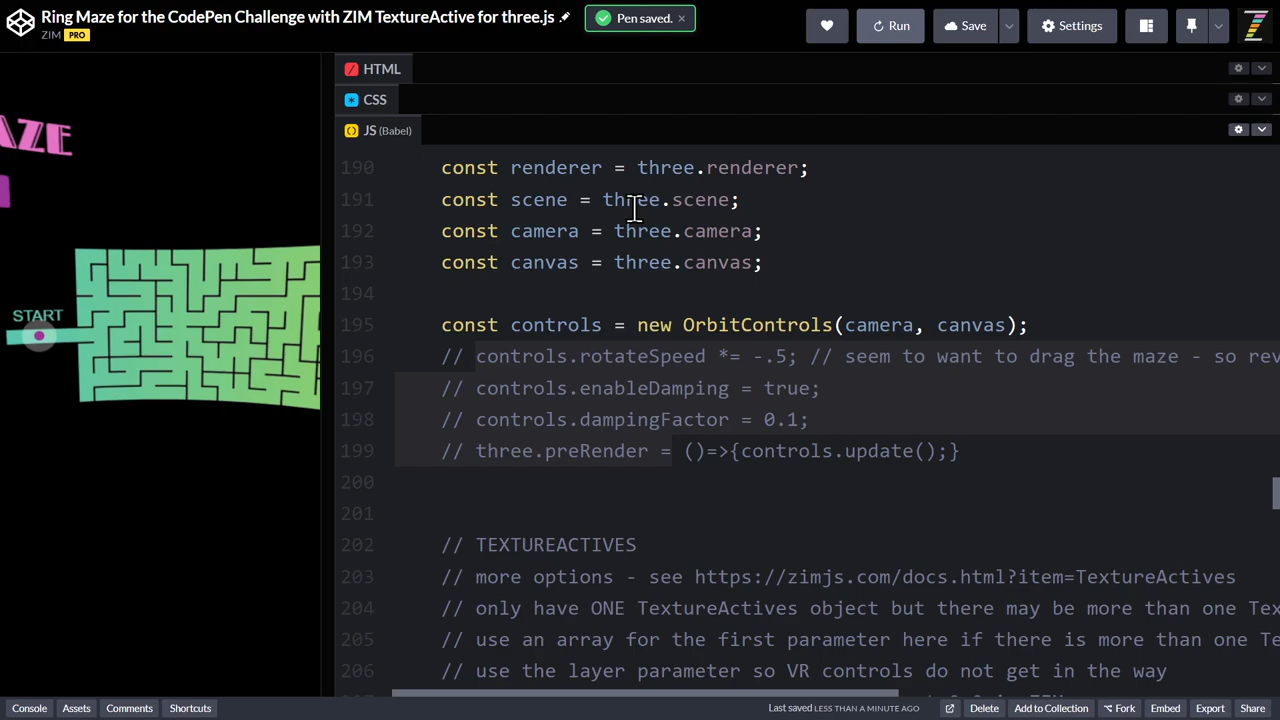 Ring Maze for the CodePen Challenge with ZIM TextureActive for three.js
ZIM PRO
Pen saved. ×
Run
Save
Settings
HTML
CSS
JS (Babel)
AZE
START
190 const renderer = three.renderer;
191 const scene = three.scene;
192 const camera = three.camera;
193 const canvas = three.canvas;
194
195 const controls = new OrbitControls(camera, canvas);
196 // controls.rotateSpeed *= -.5; // seem to want to drag the maze - so rev
197 // controls.enableDamping = true;
198 // controls.dampingFactor = 0.1;
199 // three.preRender = ()=>{controls.update();}
200
201
202 // TEXTUREACTIVES
203 // more options - see https://zimjs.com/docs.html?item=TextureActives
204 // only have ONE TextureActives object but there may be more than one Tex
205 // use an array for the first parameter here if there is more than one Te
206 // use the layer parameter so VR controls do not get in the way
Console
Assets
Comments
Shortcuts
Last saved LESS THAN A MINUTE AGO
Delete
Add to Collection
Fork
Embed
Export
Share